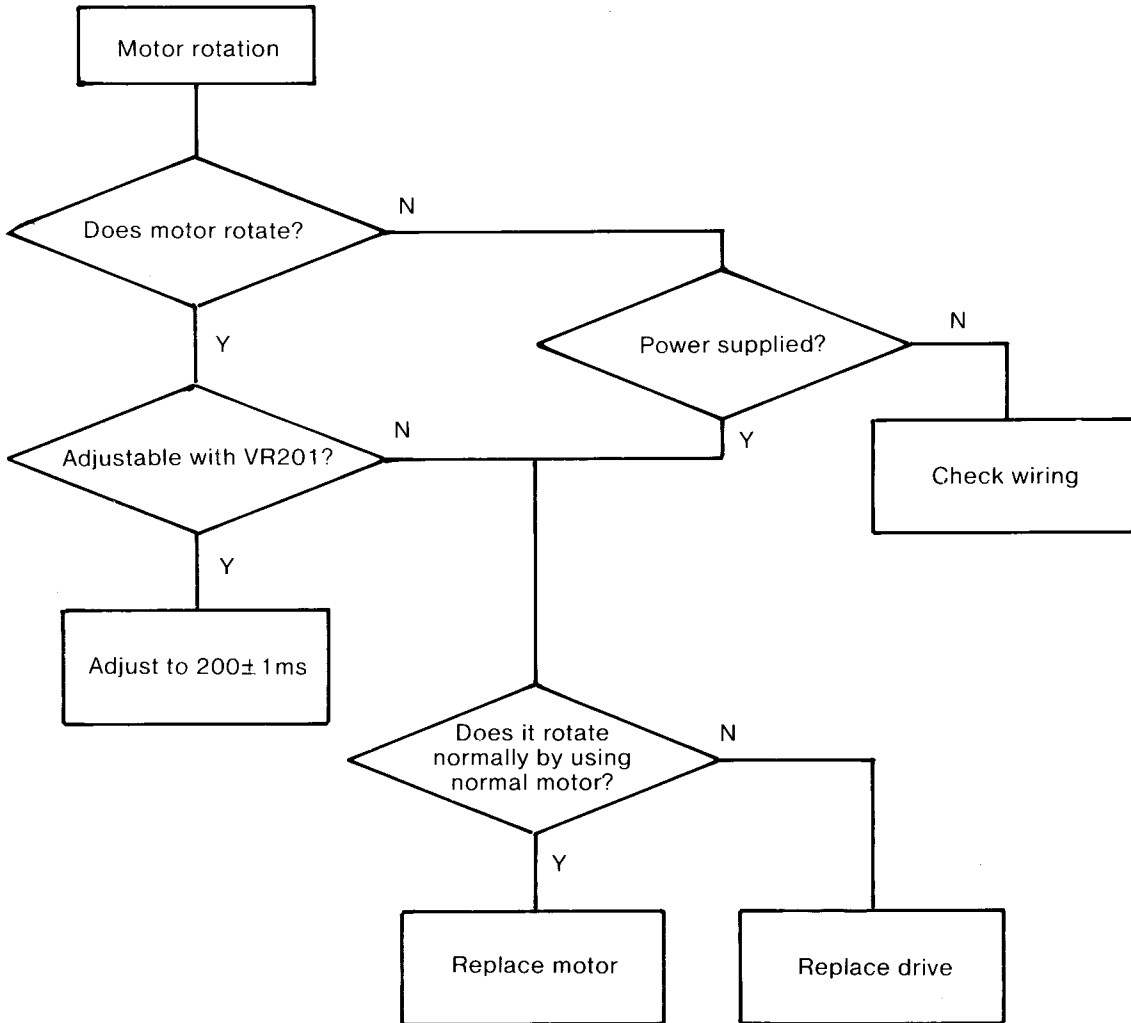 Motor rotation
N
Does motor rotate?
N
Y
Power supplied?
N
Y
Adjustable with VR201?
Check wiring
Y
Adjust to 200± 1ms
Does it rotate
N
normally by using
normal motor?
Y
Replace motor
Replace drive